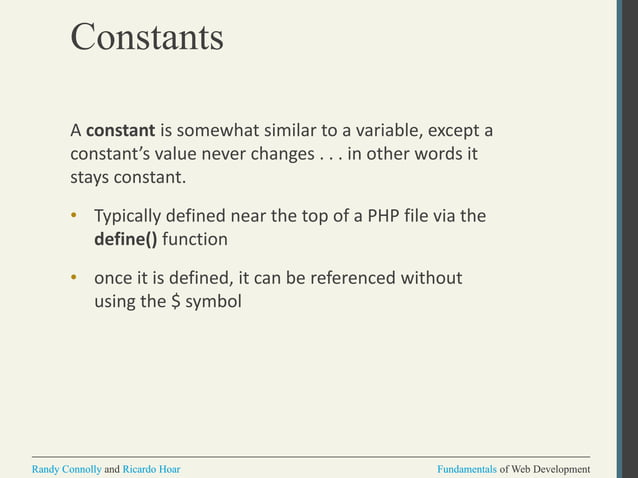 Constants
A constant is somewhat similar to a variable, except a
constant’s value never changes . . . in other words it
stays constant.
• Typically defined near the top of a PHP file via the
define() function
• once it is defined, it can be referenced without
using the $ symbol
Randy Connolly and Ricardo Hoar
Fundamentals of Web Development